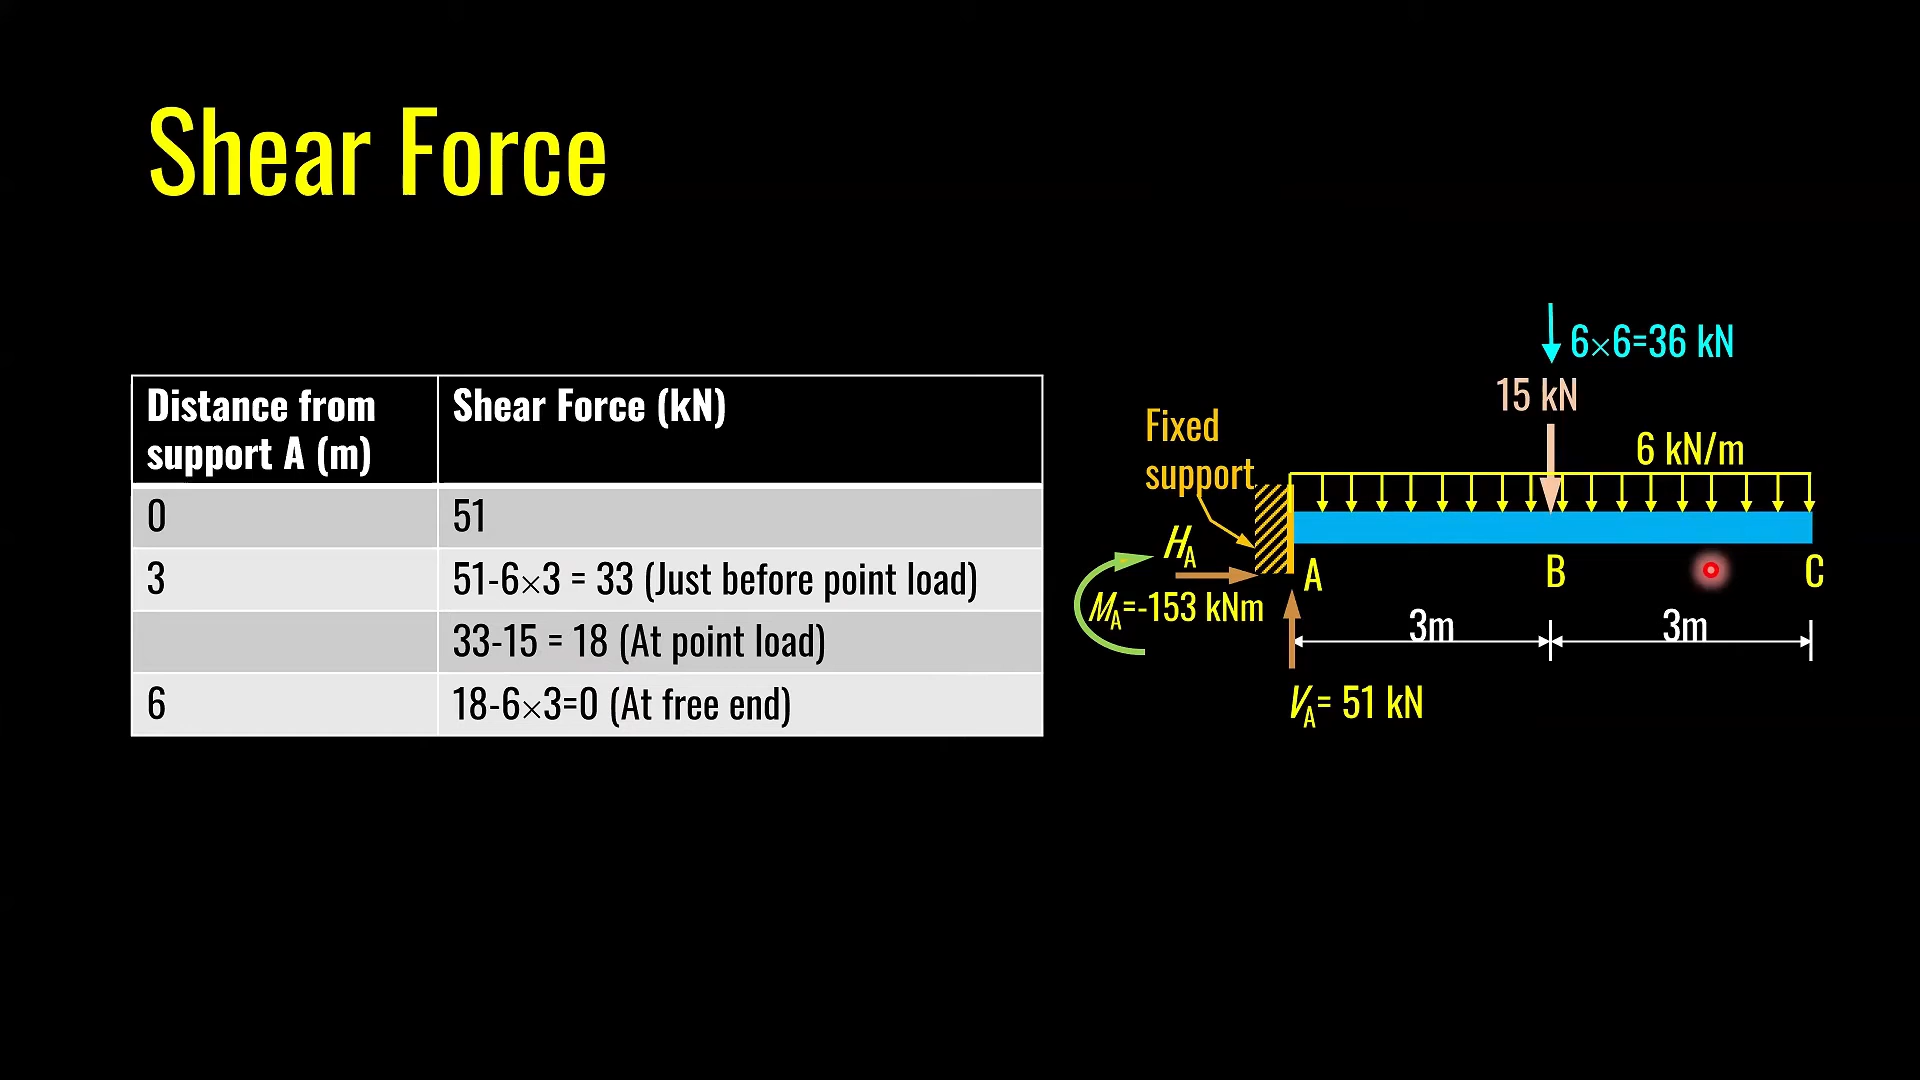 Shear Force
Distance from
support A (m)
Shear Force (kN)
0
51
3
51-6×3 = 33 (Just before point load)
33-15 = 18 (At point load)
6
18-6×3=0 (At free end)
6×6=36 kN
15 kN
Fixed
support
6 kN/m
HA
A
B
C
MA=-153 kNm
3m
3m
VA= 51 kN